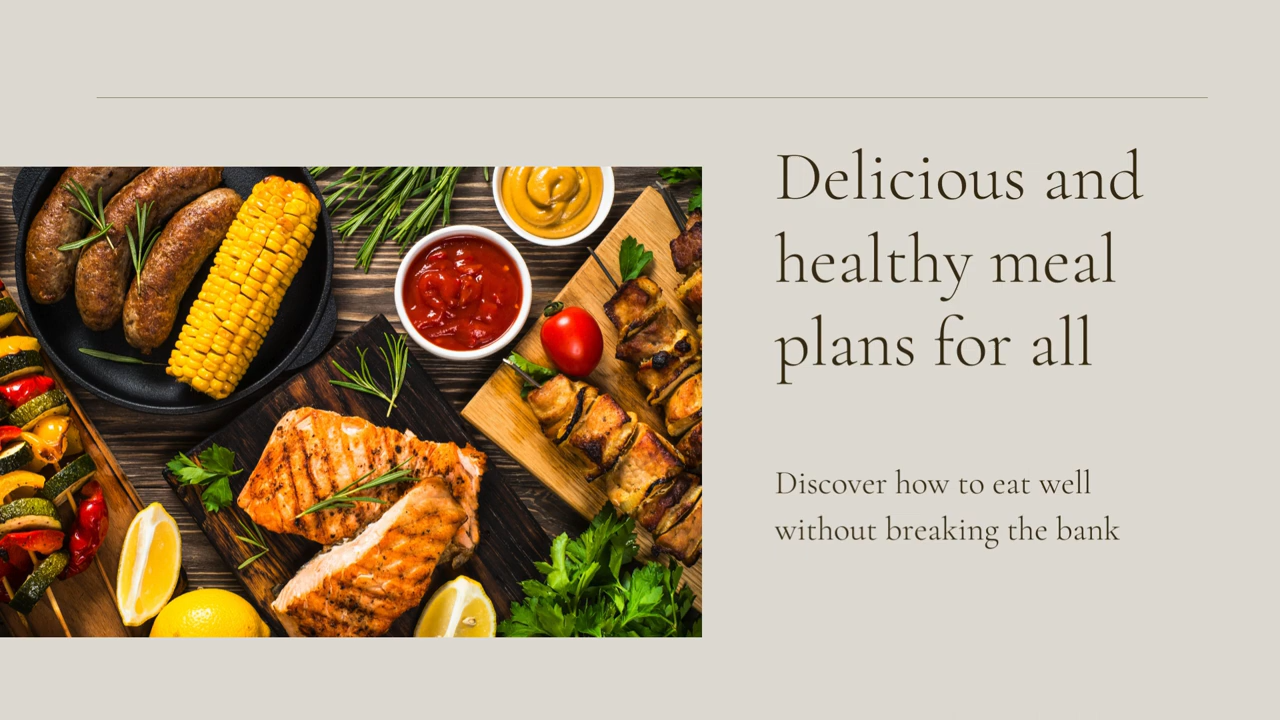 Delicious and
healthy meal
plans for all
Discover how to eat well
without breaking the bank